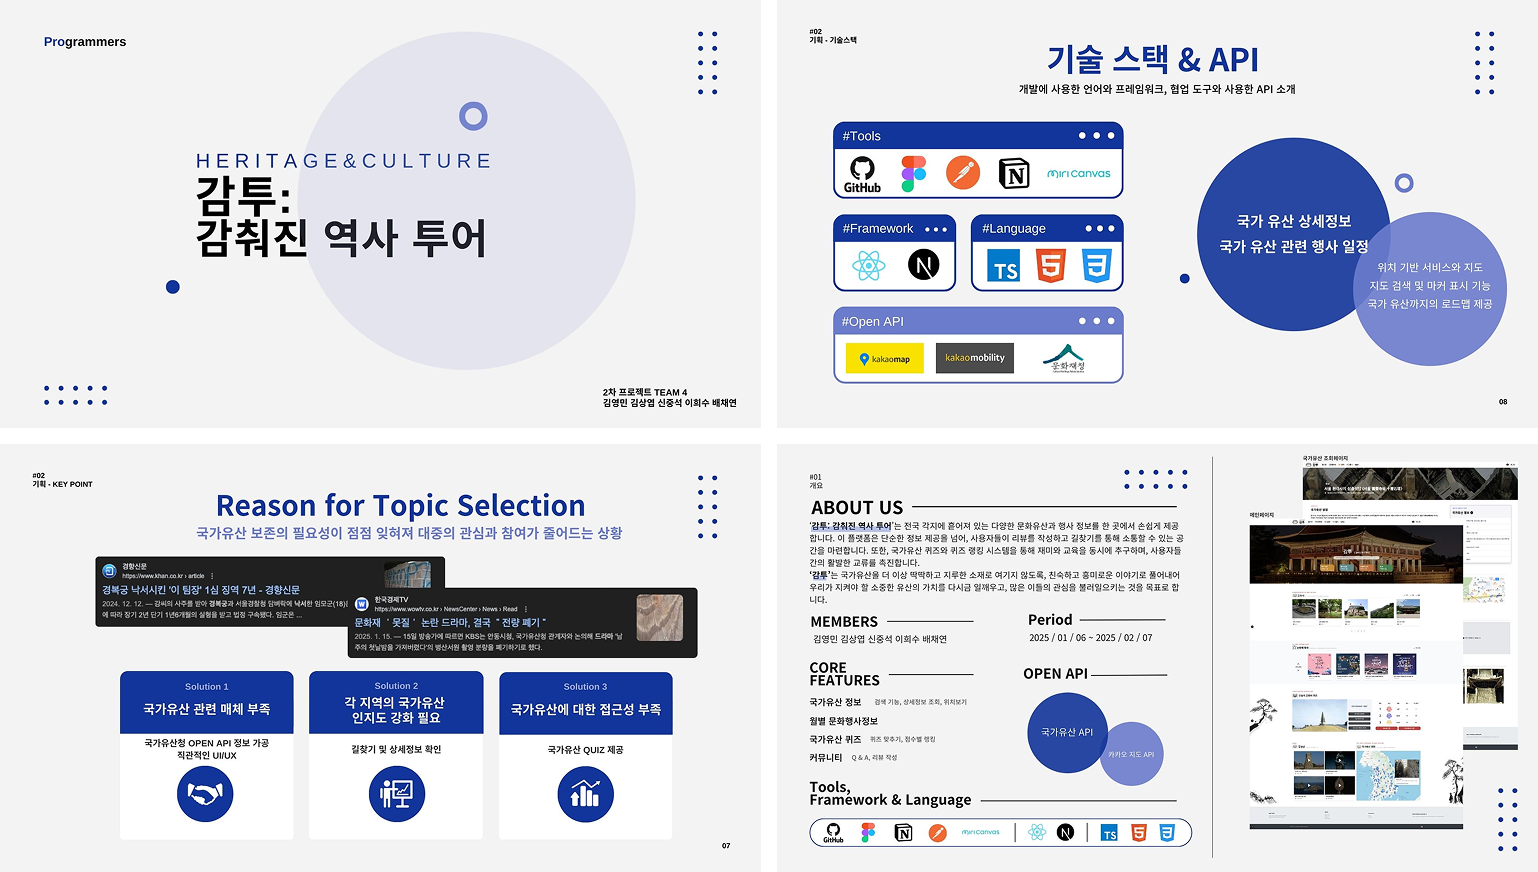 Programmers
HERITAGE&CULTURE
감투:
감춰진 역사 투어
2차 프로젝트 TEAM 4
김영민 김상엽 신중석 이희수 배채연
#02
기획 - 기술스택
기술 스택 & API
개발에 사용한 언어와 프레임워크, 협업 도구와 사용한 API 소개
#Tools
GitHub
miri canvas
#Framework
#Language
TS
#Open API
kakaomap
kakaomobility
문화재청
국가 유산 상세정보
국가 유산 관련 행사 일정
위치 기반 서비스와 지도
지도 검색 및 마커 표시 기능
국가 유산까지의 로드맵 제공
08
#02
기획 - KEY POINT
Reason for Topic Selection
국가유산 보존의 필요성이 점점 잊혀져 대중의 관심과 참여가 줄어드는 상황
경향신문
https://www.khan.co.kr › article
경복궁 낙서시킨 '이 팀장' 1심 징역 7년 - 경향신문
2024. 12. 12. — 강씨의 사주를 받아 경복궁과 서울경찰청 담벼락에 낙서한 임모군(18)
에 따라 장기 2년 단기 1년6개월의 실형을 받고 법정 구속됐다. 임군은 ...
한국경제TV
https://www.wowtv.co.kr › NewsCenter › News › Read
문화재 '못질' 논란 드라마, 결국 "전량 폐기"
2025. 1. 15. — 15일 방송가에 따르면 KBS는 안동시청, 국가유산청 관계자와 논의해 드라마 '남
주의 첫날밤을 가져버렸다'의 병산서원 촬영 분량을 폐기하기로 했다.
Solution 1
국가유산 관련 매체 부족
국가유산청 OPEN API 정보 가공
직관적인 UI/UX
Solution 2
각 지역의 국가유산
인지도 강화 필요
길찾기 및 상세정보 확인
Solution 3
국가유산에 대한 접근성 부족
국가유산 QUIZ 제공
07
#01
개요
ABOUT US
'감투: 감춰진 역사 투어'는 전국 각지에 흩어져 있는 다양한 문화유산과 행사 정보를 한 곳에서 손쉽게 제공
합니다. 이 플랫폼은 단순한 정보 제공을 넘어, 사용자들이 리뷰를 작성하고 길찾기를 통해 소통할 수 있는 공
간을 마련합니다. 또한, 국가유산 퀴즈와 퀴즈 랭킹 시스템을 통해 재미와 교육을 동시에 추구하며, 사용자들
간의 활발한 교류를 촉진합니다.
'감투'는 국가유산을 더 이상 딱딱하고 지루한 소재로 여기지 않도록, 친숙하고 흥미로운 이야기로 풀어내어
우리가 지켜야 할 소중한 유산의 가치를 다시금 일깨우고, 많은 이들의 관심을 불러일으키는 것을 목표로 합
니다.
MEMBERS
김영민 김상엽 신중석 이희수 배채연
Period
2025 / 01 / 06 ~ 2025 / 02 / 07
CORE
FEATURES
국가유산 정보 검색 기능, 상세정보 조회, 위치보기
월별 문화행사정보
국가유산 퀴즈 퀴즈 맞추기, 점수별 랭킹
커뮤니티 Q & A, 리뷰 작성
OPEN API
국가유산 API
카카오 지도 API
Tools,
Framework & Language
GitHub
miri canvas
TS
국가유산 조회페이지
메인페이지
감투